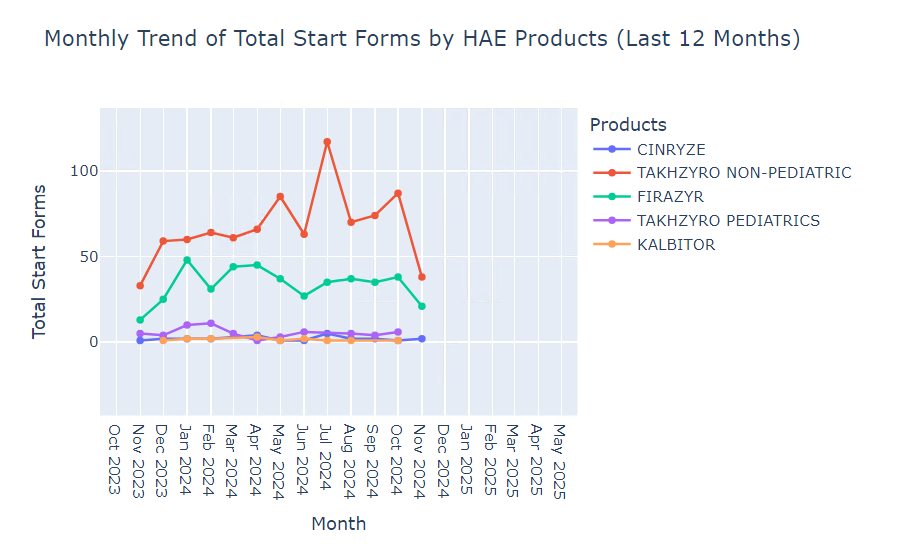 Monthly Trend of Total Start Forms by HAE Products (Last 12 Months)
Products
CINRYZE
TAKHZYRO NON-PEDIATRIC
FIRAZYR
TAKHZYRO PEDIATRICS
KALBITOR
Total Start Forms
100
50
0
Oct 2023
Nov 2023
Dec 2023
Jan 2024
Feb 2024
Mar 2024
Apr 2024
May 2024
Jun 2024
Jul 2024
Aug 2024
Sep 2024
Oct 2024
Nov 2024
Dec 2024
Jan 2025
Feb 2025
Mar 2025
Apr 2025
May 2025
Month